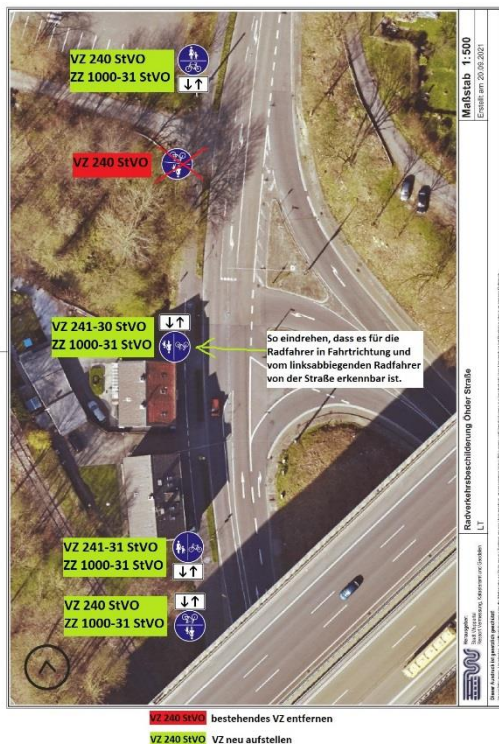 VZ 240 StVO
ZZ 1000-31 StVO
VZ 240 StVO
VZ 241-30 StVO
ZZ 1000-31 StVO
So eindrehen, dass es für die
Radfahrer in Fahrtrichtung und
vom linksabbiegenden Radfahrer
von der Straße erkennbar ist.
VZ 241-31 StVO
ZZ 1000-31 StVO
VZ 240 StVO
ZZ 1000-31 StVO
Maßstab 1:500
Erstellt am 20.09.2021
Radverkehrsbeschilderung Öhder Straße
LT
Herausgeber:
VZ 240 StVO bestehendes VZ entfernen
VZ 240 StVO VZ neu aufstellen